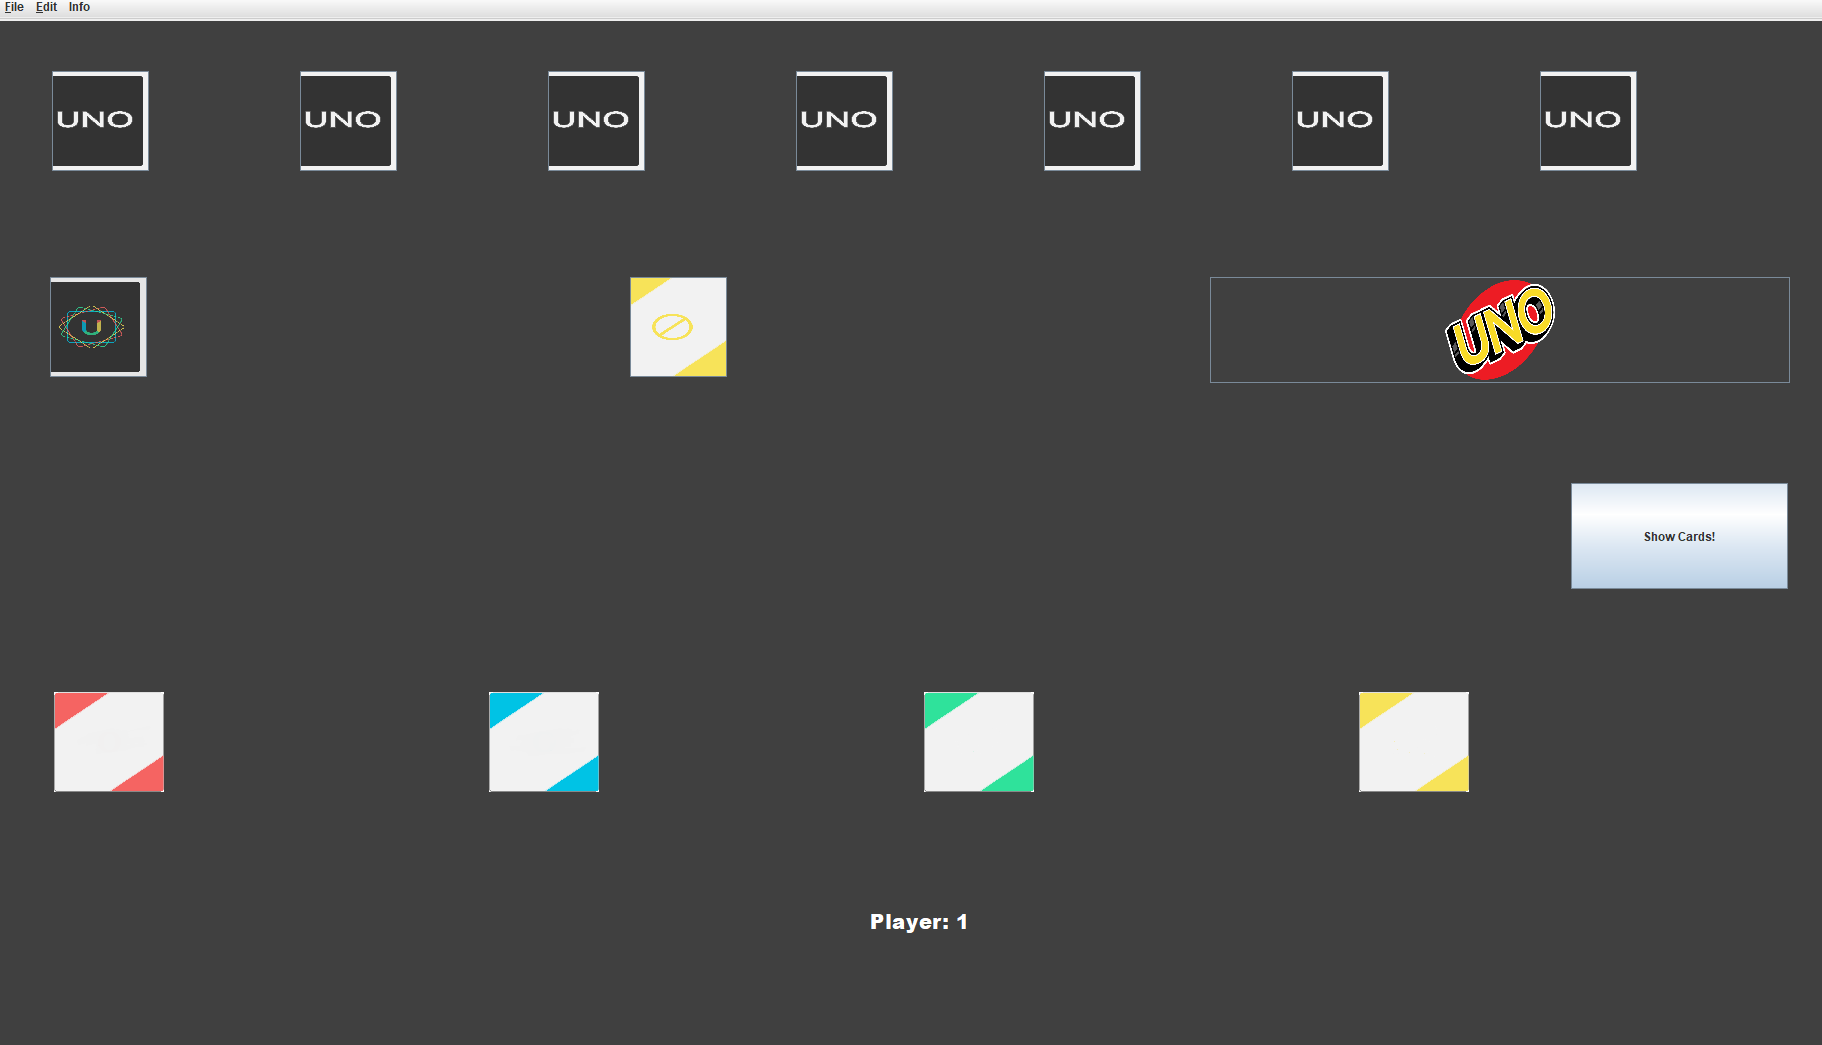 File Edit Info
UNO UNO UNO UNO UNO UNO UNO
U
UNO
Show Cards!
Player: 1